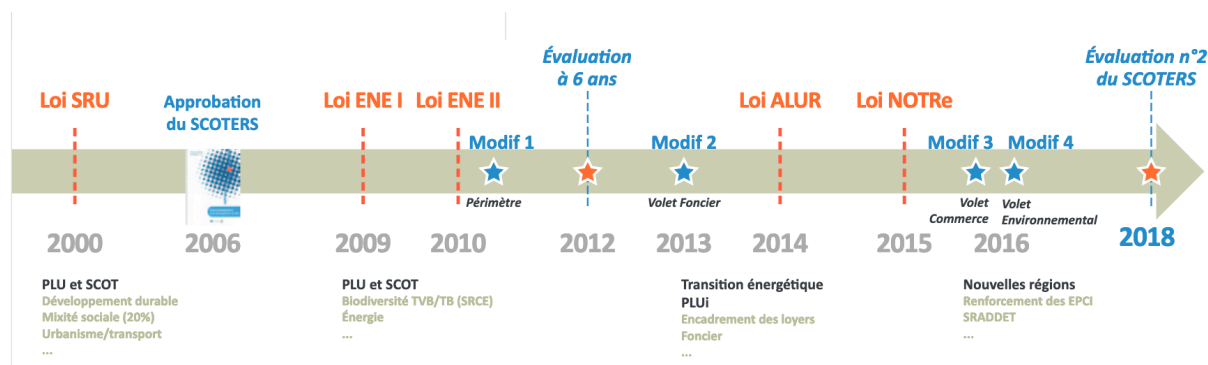 Évaluation
à 6 ans
Évaluation n°2
du SCOTERS
Loi SRU
Approbation
du SCOTERS
Loi ENE I
Loi ENE II
Loi ALUR
Loi NOTRe
Modif 1
Modif 2
Modif 3
Modif 4
Périmètre
Volet Foncier
Volet
Commerce
Volet
Environnemental
2000
2006
2009
2010
2012
2013
2014
2015
2016
2018
PLU et SCOT
Développement durable
Mixité sociale (20%)
Urbanisme/transport
...
PLU et SCOT
Biodiversité TVB/TB (SRCE)
Énergie
...
Transition énergétique
PLUi
Encadrement des loyers
Foncier
...
Nouvelles régions
Renforcement des EPCI
SRADDET
...